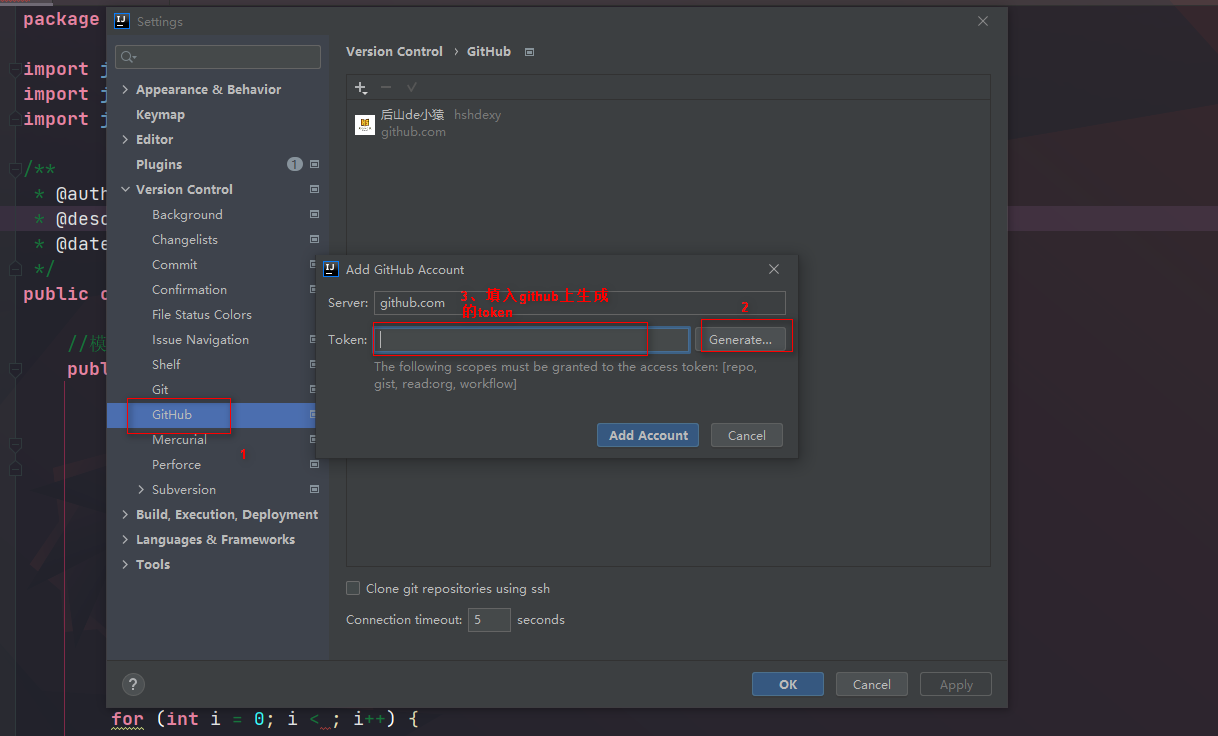 package
Settings
import j
import j
import j
/**
* @auth
* @desc
* @date
*/
public c
//模
publ
Appearance & Behavior
Keymap
Editor
Plugins 1
Version Control
Background
Changelists
Commit
Confirmation
File Status Colors
Issue Navigation
Shelf
Git
GitHub
1
Mercurial
Perforce
Subversion
Build, Execution, Deployment
Languages & Frameworks
Tools
Version Control › GitHub
后山de小猿 hshdexy
github.com
Add GitHub Account
Server: github.com
3、输入github上生成
的token
2
Token:
Generate...
The following scopes must be granted to the access token: [repo,
gist, read:org, workflow]
Add Account Cancel
Clone git repositories using ssh
Connection timeout: 5 seconds
? OK Cancel Apply
for (int i = 0; i < ; i++) {